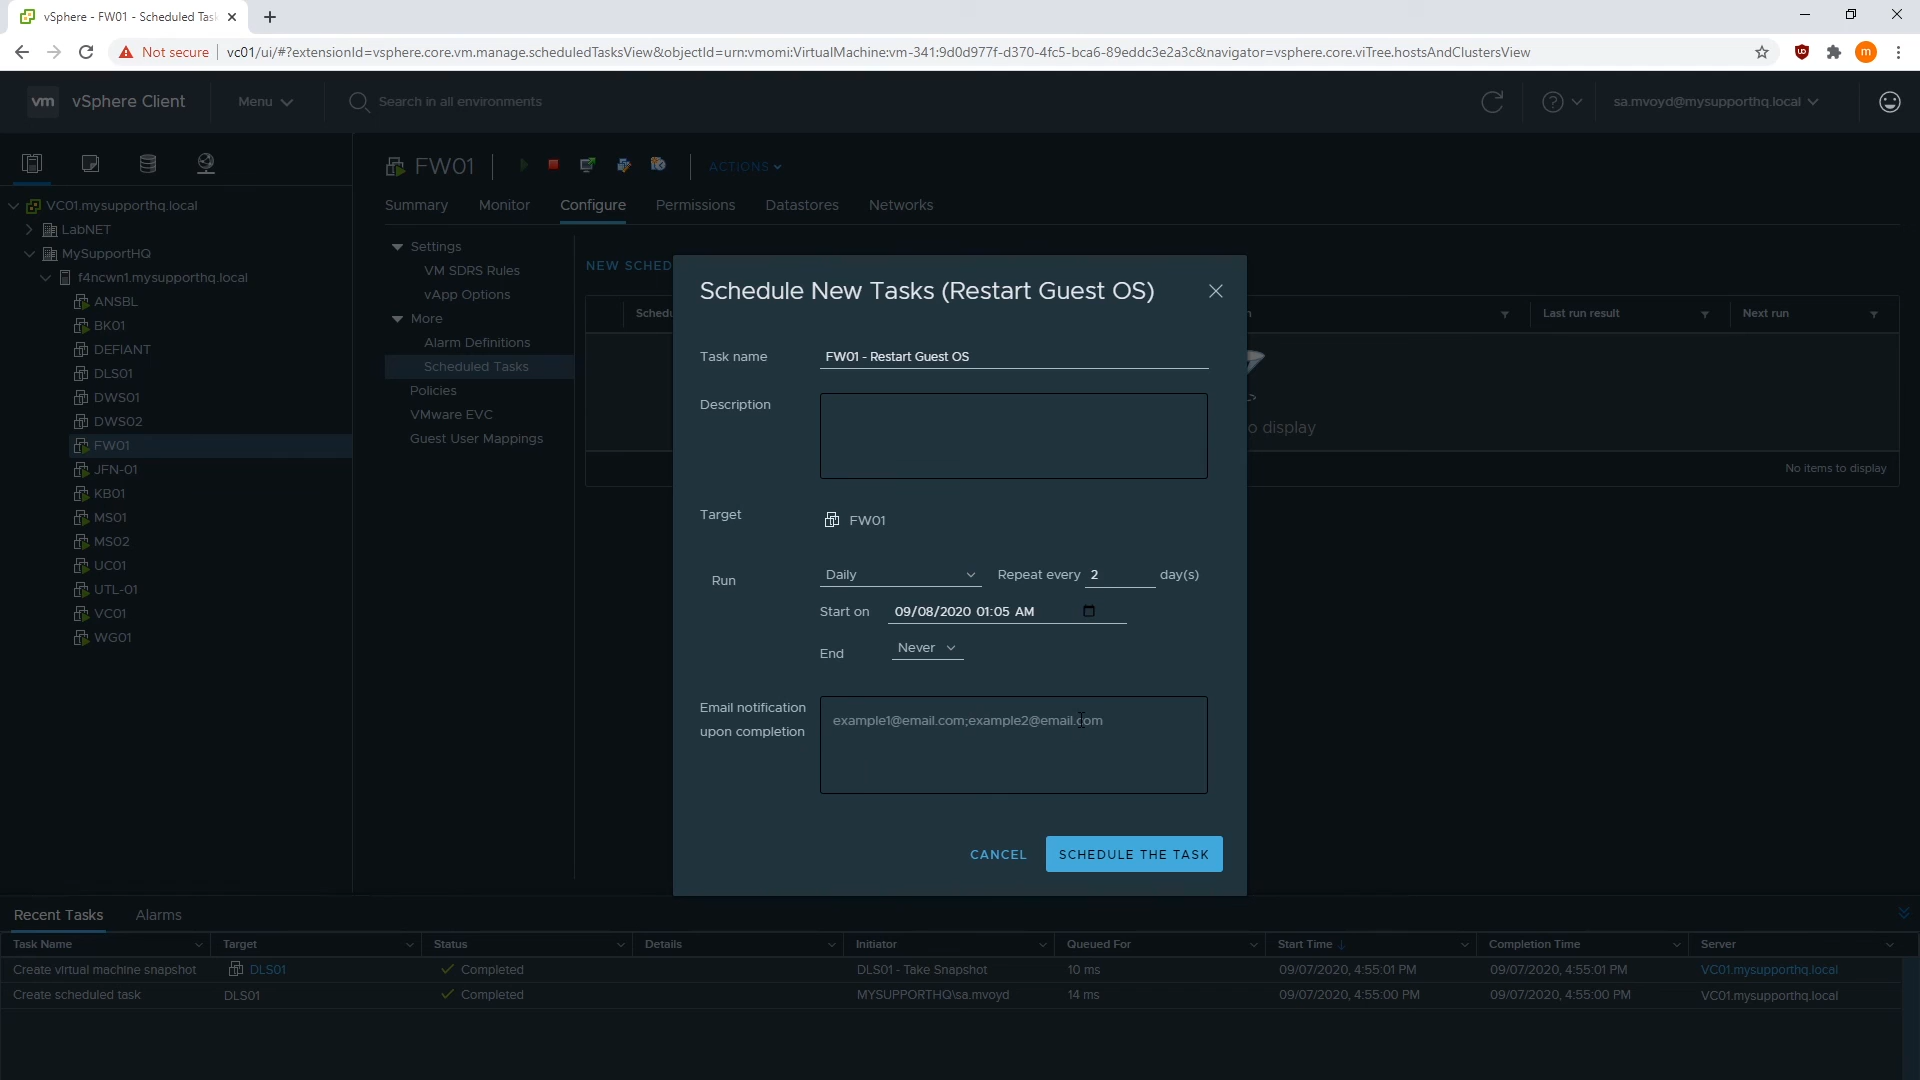 vSphere - FW01 - Scheduled Tas
Not secure
vc01/ui/#?extensionId=vsphere.core.vm.manage.scheduledTasksView&objectId=urn:vmomi:VirtualMachine:vm-341:9d0d977f-d370-4fc5-bca6-89eddc3e2a3c&navigator=vsphere.core.viTree.hostsAndClustersView
m
vm vSphere Client Menu Search in all environments sa.mvoyd@mysupporthq.local
VC01.mysupporthq.local
LabNET
MySupportHQ
f4ncwn1.mysupporthq.local
ANSBL
BK01
DEFIANT
DLS01
DWS01
DWS02
FW01
JFN-01
KB01
MS01
MS02
UC01
UTL-01
VC01
WG01
FW01 ACTIONS
Summary Monitor Configure Permissions Datastores Networks
Settings
VM SDRS Rules
vApp Options
More
Alarm Definitions
Scheduled Tasks
Policies
VMware EVC
Guest User Mappings
NEW SCHED
Schedu n Last run result Next run
o display
No items to display
Schedule New Tasks (Restart Guest OS)
Task name FW01 - Restart Guest OS
Description
Target FW01
Run Daily Repeat every 2 day(s)
Start on 09/08/2020 01:05 AM
End Never
Email notification
upon completion
example1@email.com;example2@email.com
CANCEL SCHEDULE THE TASK
Recent Tasks Alarms
Task Name Target Status Details Initiator Queued For Start Time Completion Time Server
Create virtual machine snapshot DLS01 Completed DLS01 - Take Snapshot 10 ms 09/07/2020, 4:55:01 PM 09/07/2020, 4:55:01 PM VC01.mysupporthq.local
Create scheduled task DLS01 Completed MYSUPPORTHQ\sa.mvoyd 14 ms 09/07/2020, 4:55:00 PM 09/07/2020, 4:55:00 PM VC01.mysupporthq.local